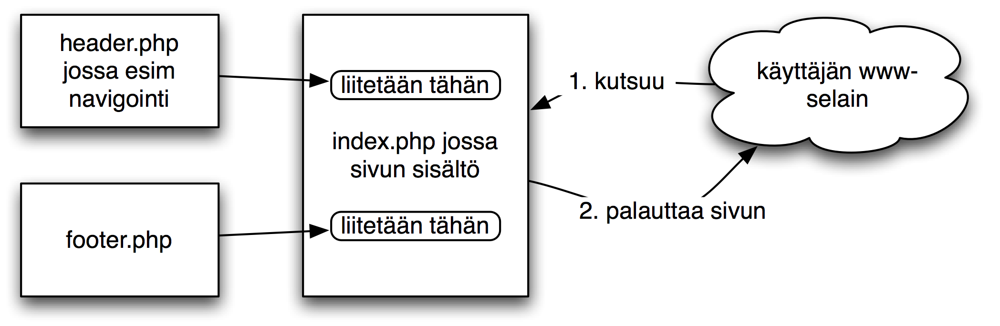 header.php
jossa esim
navigointi
footer.php
liitetään tähän
index.php jossa
sivun sisältö
liitetään tähän
1. kutsuu
2. palauttaa sivun
käyttäjän www-
selain